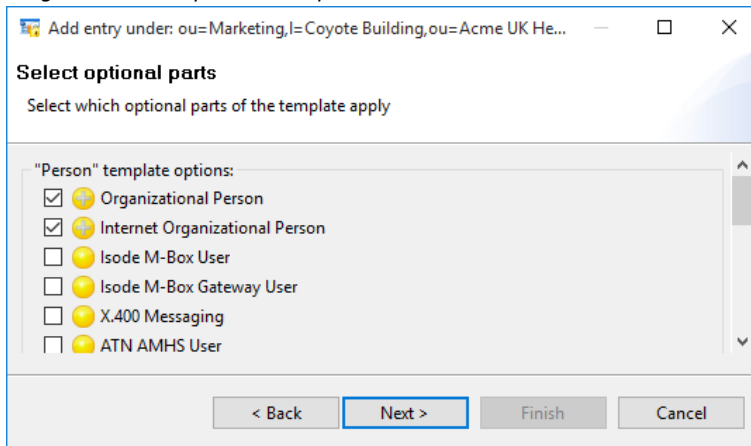 Add entry under: ou=Marketing,l=Coyote Building,ou=Acme UK He...
Select optional parts
Select which optional parts of the template apply
"Person" template options:
Organizational Person
Internet Organizational Person
Isode M-Box User
Isode M-Box Gateway User
X.400 Messaging
ATN AMHS User
< Back Next > Finish Cancel